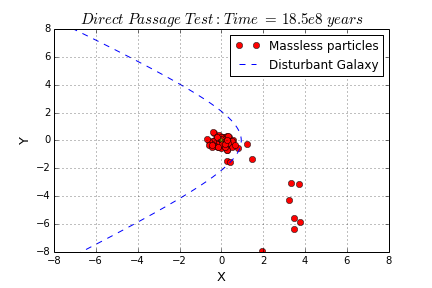 Direct Passage Test: Time = 18.5e8 years
Massless particles
Disturbant Galaxy
8
6
4
2
0
−2
−4
−6
−8
Y
−8 −6 −4 −2 0 2 4 6 8
X